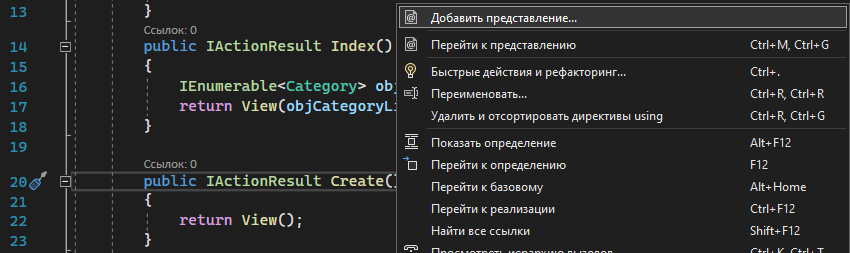 13 }
Ссылок: 0
14 public IActionResult Index()
15 {
16 IEnumerable<Category> obj
17 return View(objCategoryLi
18 }
19
Ссылок: 0
20 public IActionResult Create()
21 {
22 return View();
23 }
Добавить представление...
Перейти к представлению Ctrl+M, Ctrl+G
Быстрые действия и рефакторинг... Ctrl+.
Переименовать... Ctrl+R, Ctrl+R
Удалить и отсортировать директивы using Ctrl+R, Ctrl+G
Показать определение Alt+F12
Перейти к определению F12
Перейти к базовому Alt+Home
Перейти к реализации Ctrl+F12
Найти все ссылки Shift+F12
Просмотреть иерархию вызовов Ctrl+K, Ctrl+T